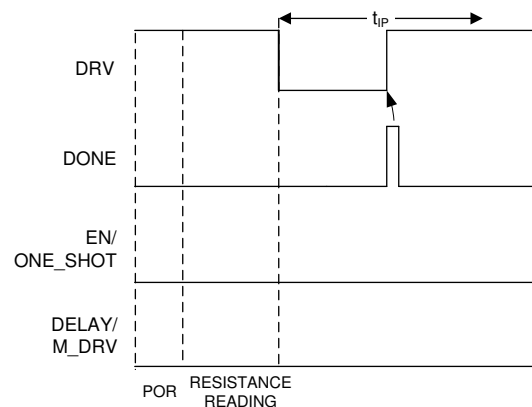 tIP
DRV
DONE
EN/
ONE_SHOT
DELAY/
M_DRV
POR
RESISTANCE
READING